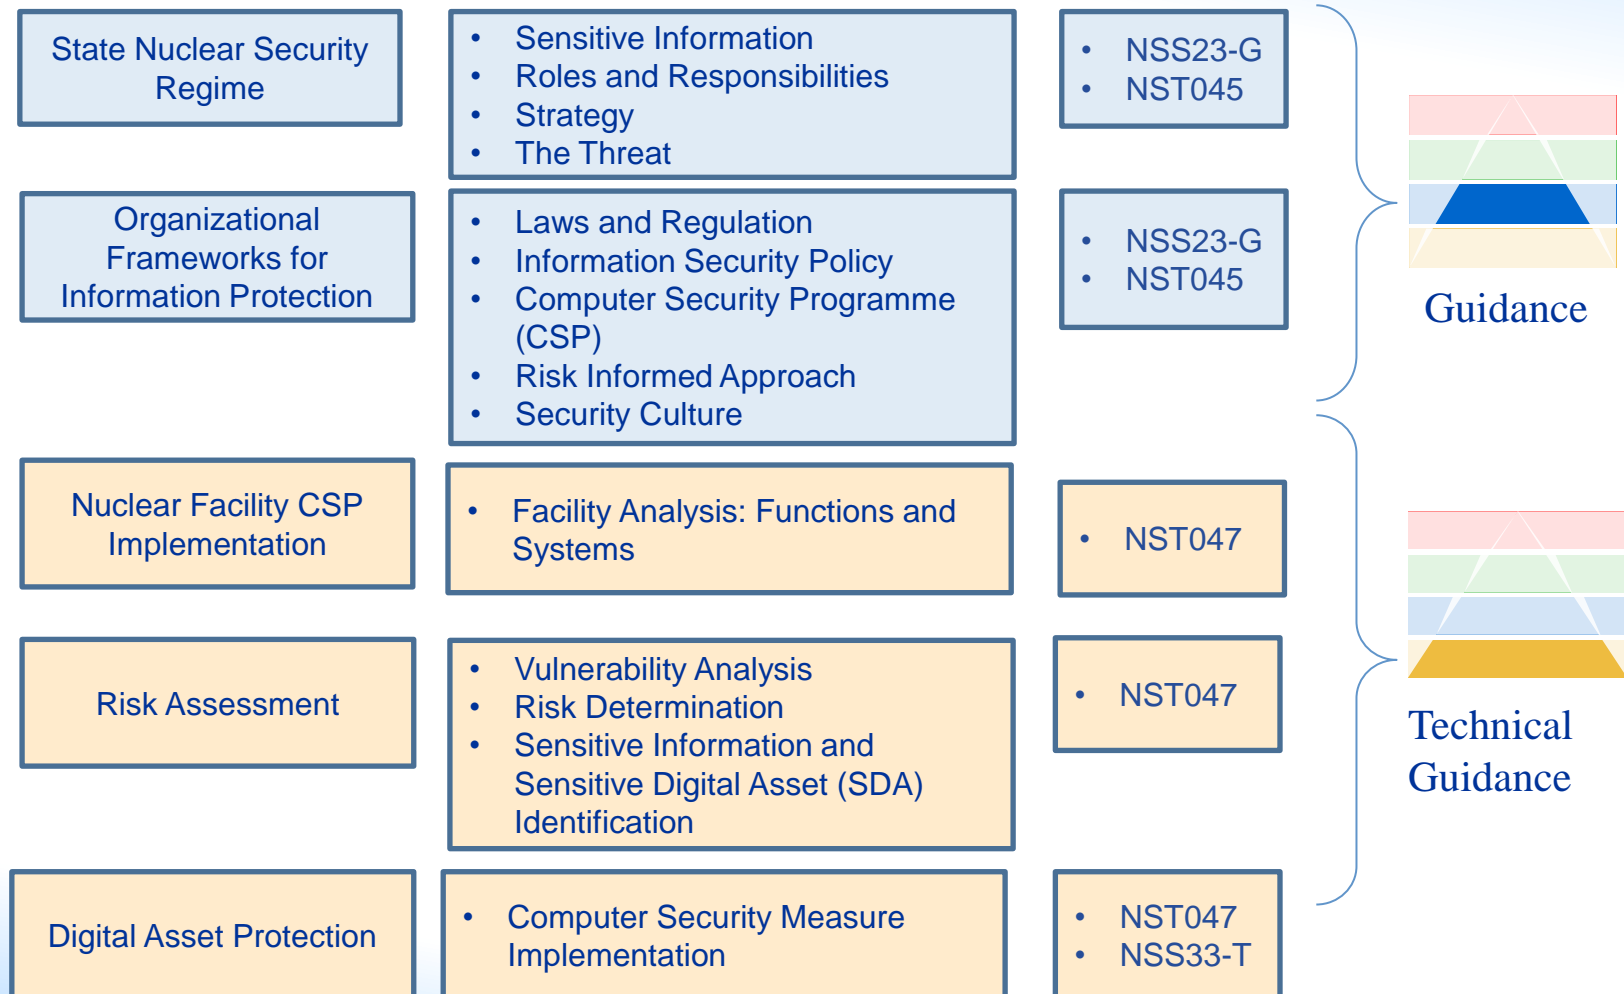 State Nuclear Security
Regime
• Sensitive Information
• Roles and Responsibilities
• Strategy
• The Threat
• NSS23-G
• NST045
Organizational
Frameworks for
Information Protection
• Laws and Regulation
• Information Security Policy
• Computer Security Programme
(CSP)
• Risk Informed Approach
• Security Culture
• NSS23-G
• NST045
Guidance
Nuclear Facility CSP
Implementation
• Facility Analysis: Functions and
Systems
• NST047
Risk Assessment
• Vulnerability Analysis
• Risk Determination
• Sensitive Information and
Sensitive Digital Asset (SDA)
Identification
• NST047
Technical
Guidance
Digital Asset Protection
• Computer Security Measure
Implementation
• NST047
• NSS33-T